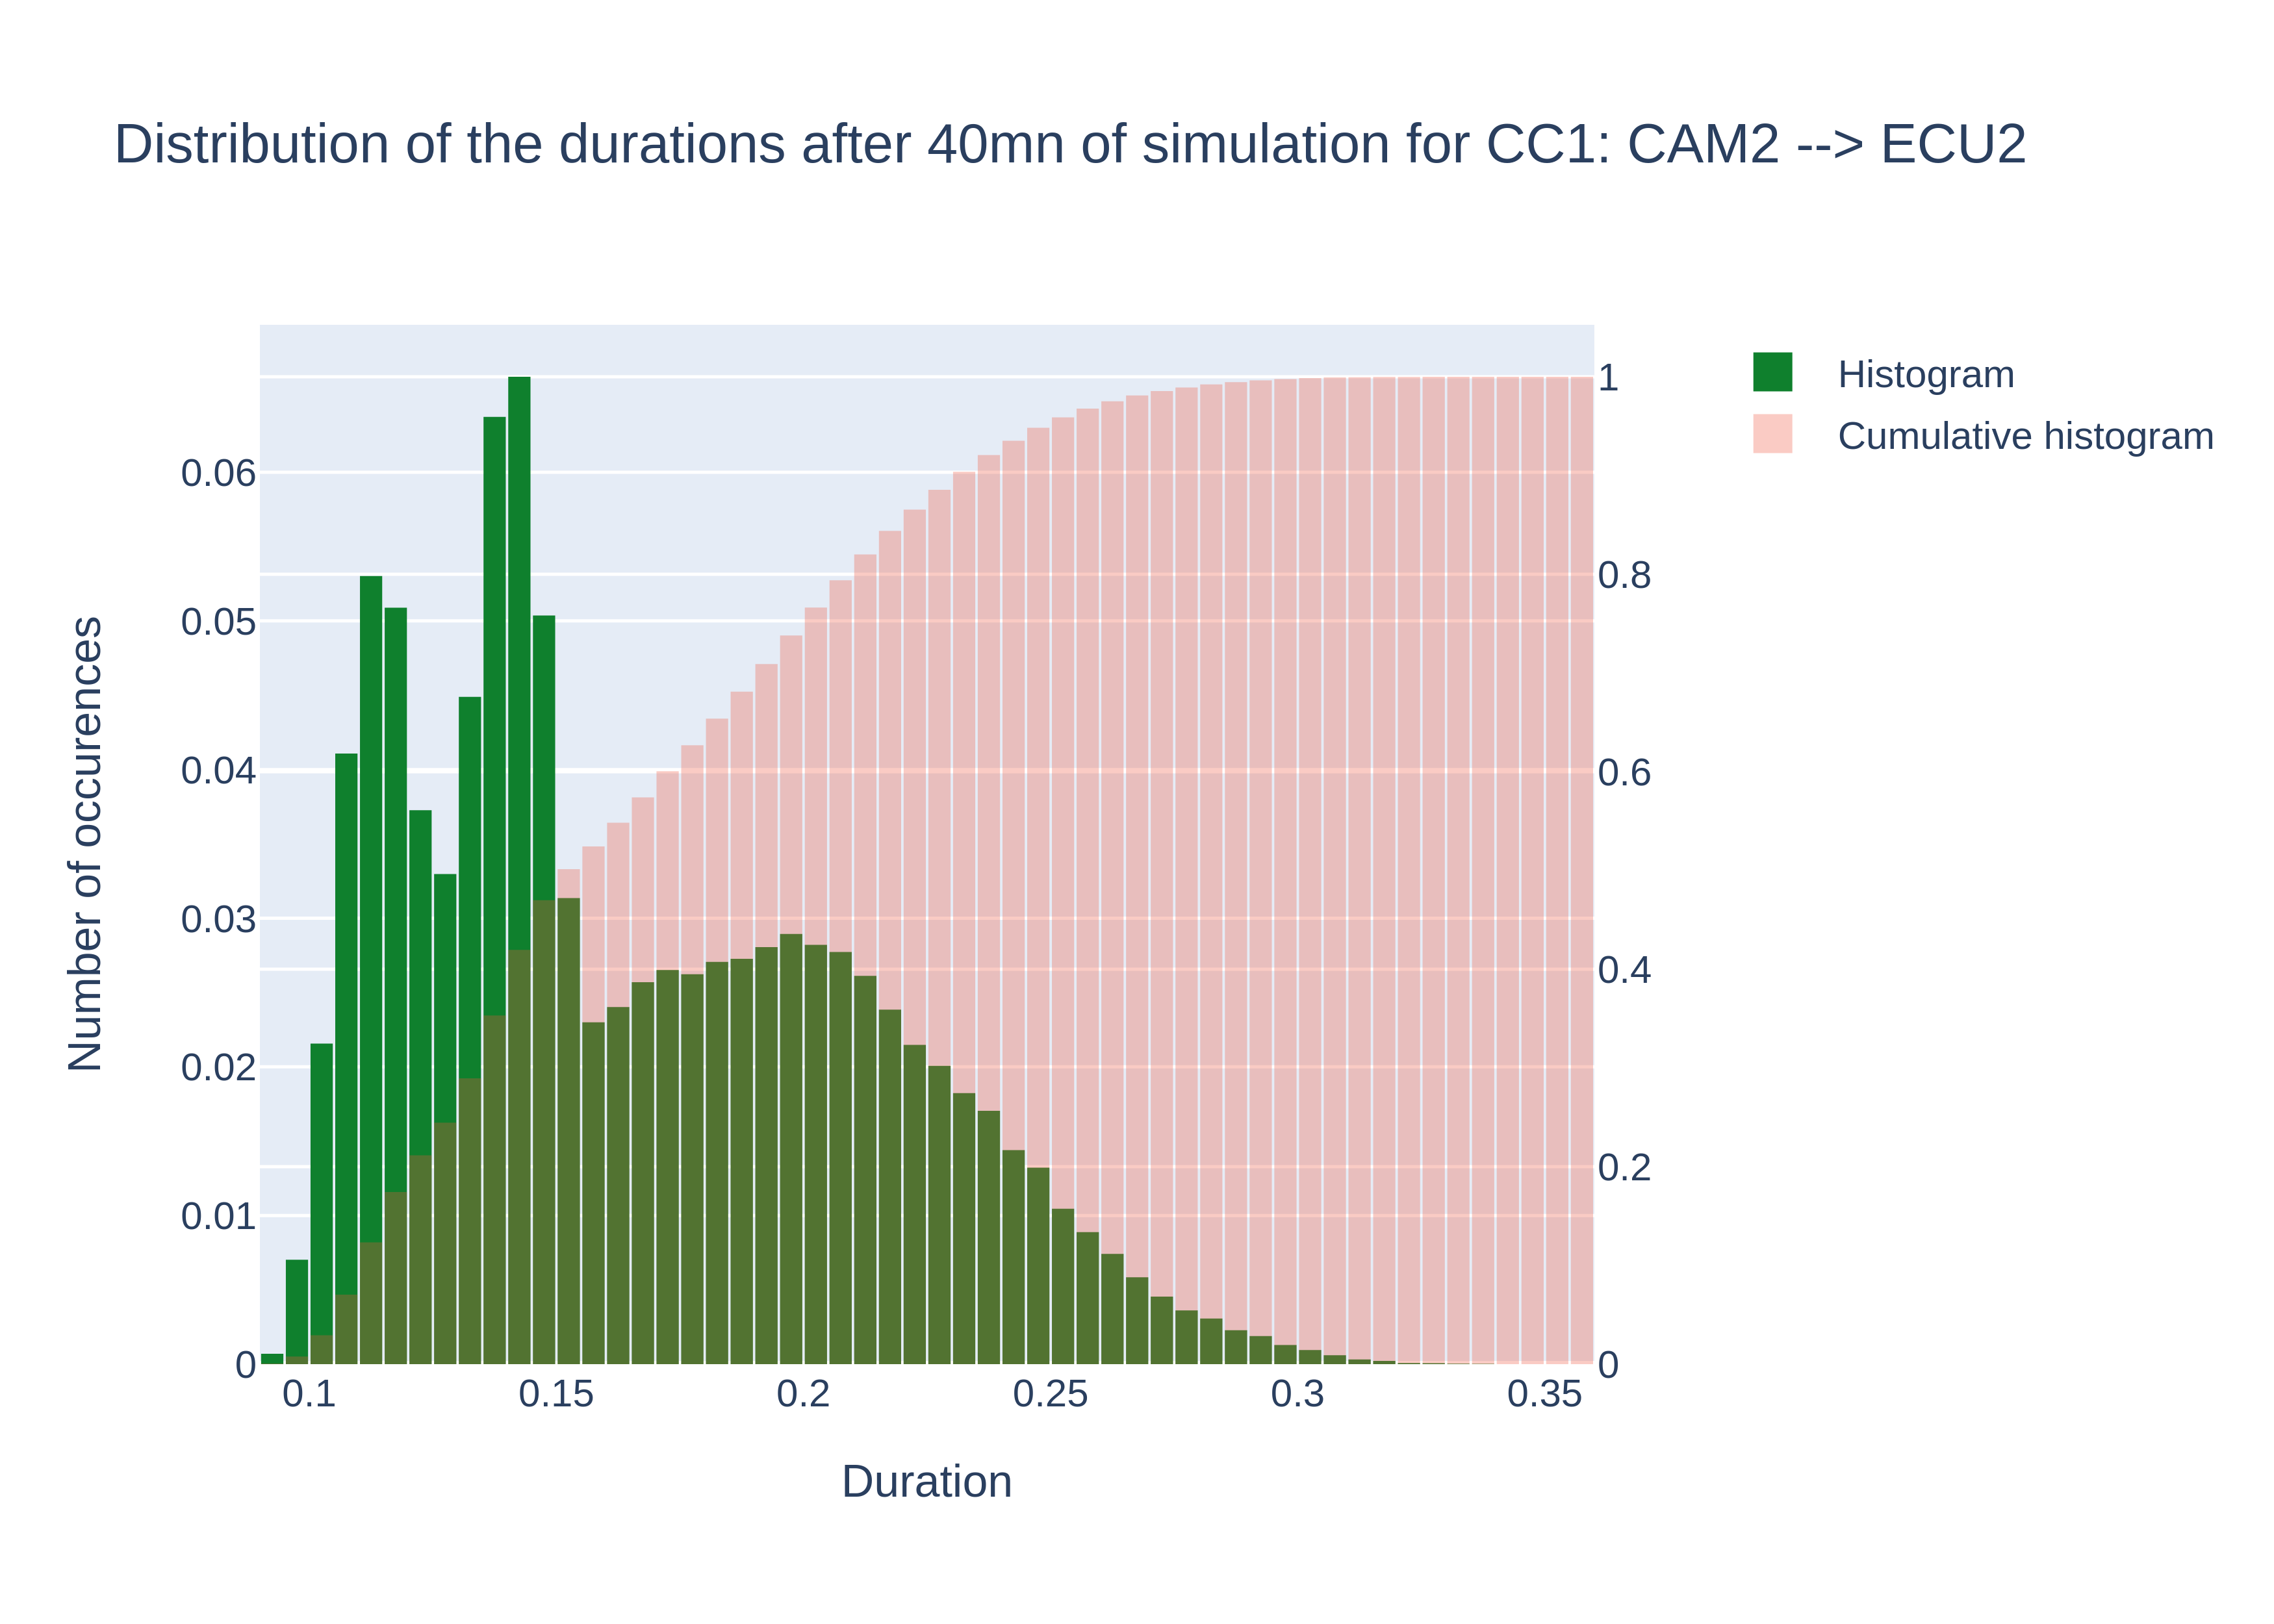 Distribution of the durations after 40mn of simulation for CC1: CAM2 --> ECU2
Histogram
Cumulative histogram
Number of occurences
0.06
0.05
0.04
0.03
0.02
0.01
0
1
0.8
0.6
0.4
0.2
0
0.1 0.15 0.2 0.25 0.3 0.35
Duration